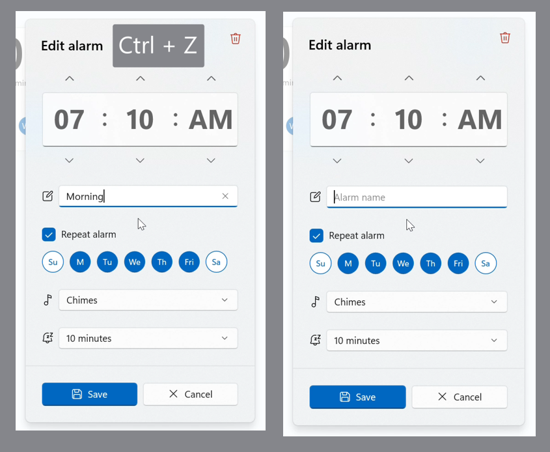 Edit alarm
Ctrl + Z
07 : 10 : AM
Morning
Repeat alarm
Su M Tu We Th Fri Sa
Chimes
10 minutes
Save
Cancel
Edit alarm
07 : 10 : AM
Alarm name
Repeat alarm
Su M Tu We Th Fri Sa
Chimes
10 minutes
Save
Cancel